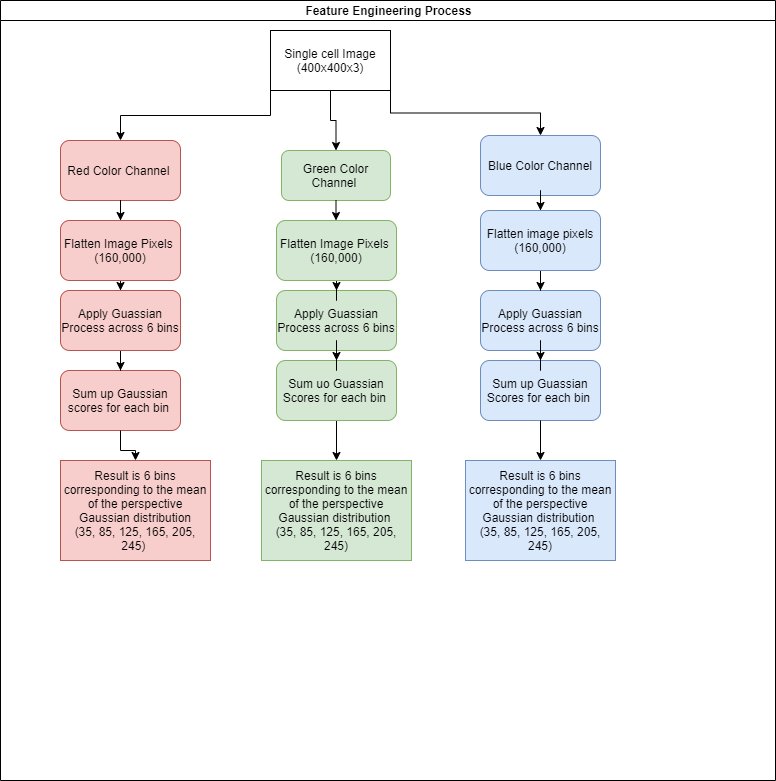 Feature Engineering Process
Single cell Image
(400x400x3)
Red Color Channel
Green Color
Channel
Blue Color Channel
Flatten Image Pixels
(160,000)
Flatten Image Pixels
(160,000)
Flatten image pixels
(160,000)
Apply Guassian
Process across 6 bins
Apply Guassian
Process across 6 bins
Apply Guassian
Process across 6 bins
Sum up Gaussian
scores for each bin
Sum uo Guassian
Scores for each bin
Sum up Guassian
Scores for each bin
Result is 6 bins
corresponding to the mean
of the perspective
Gaussian distribution
(35, 85, 125, 165, 205,
245)
Result is 6 bins
corresponding to the mean
of the perspective
Gaussian distribution
(35, 85, 125, 165, 205,
245)
Result is 6 bins
corresponding to the mean
of the perspective
Guassian distribution
(35, 85, 125, 165, 205,
245)